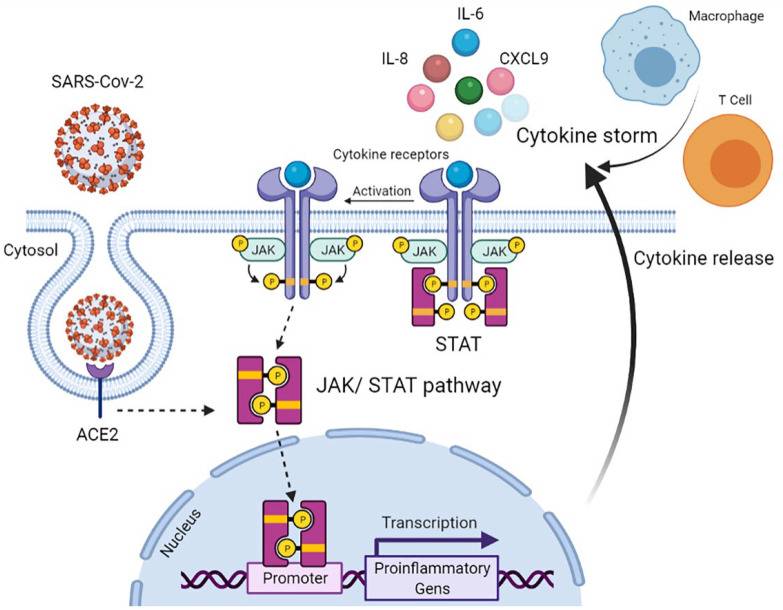 IL-6
Macrophage
IL-8
CXCL9
SARS-Cov-2
T Cell
Cytokine storm
Cytokine receptors
Activation
Cytosol
P
JAK
JAK
P
P
JAK
JAK
P
Cytokine release
P
P
P
P
P
P
STAT
P
JAK/ STAT pathway
P
ACE2
Nucleus
P
Transcription
P
Promoter
Proinflammatory
Gens